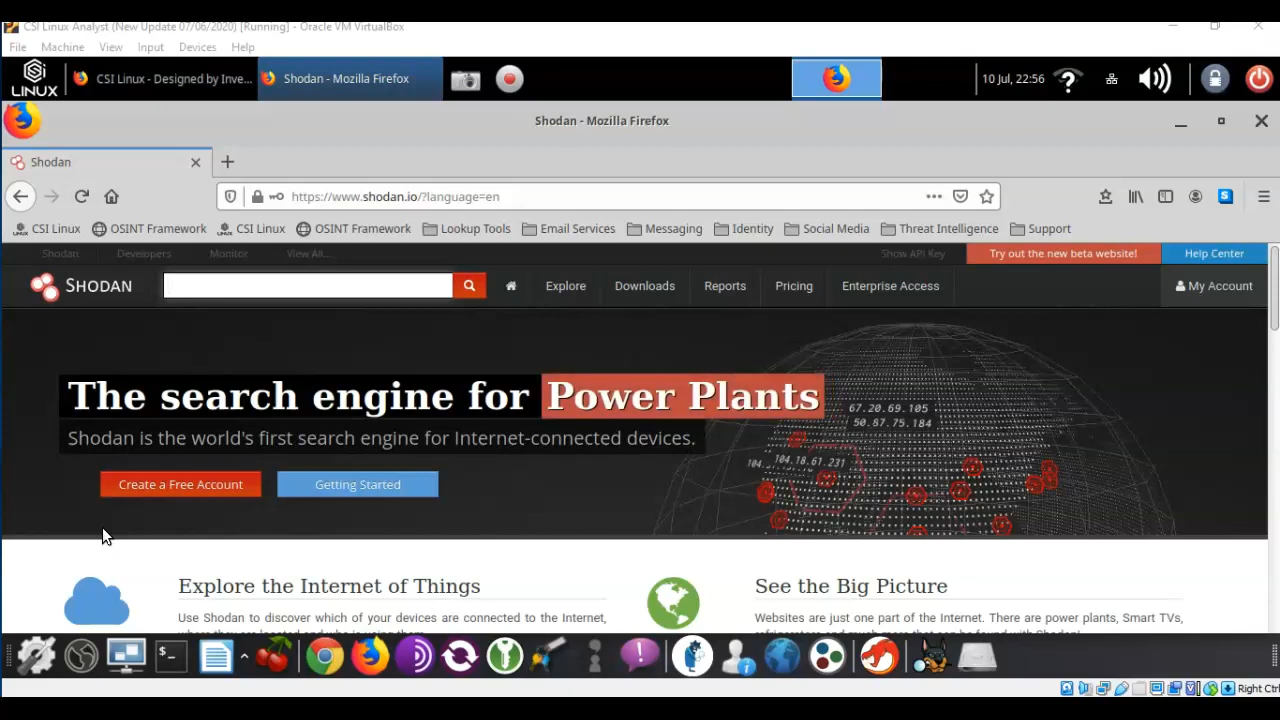 CSI Linux Analyst (New Update 07/06/2020) [Running] - Oracle VM VirtualBox
File Machine View Input Devices Help
CSI Linux - Designed by Inve... Shodan - Mozilla Firefox 10 Jul, 22:56
LINUX
Shodan - Mozilla Firefox
Shodan
https://www.shodan.io/?language=en
CSI Linux OSINT Framework CSI Linux OSINT Framework Lookup Tools Email Services Messaging Identity Social Media Threat Intelligence Support
Shodan Developers Monitor View All... Show API Key Try out the new beta website! Help Center
SHODAN Explore Downloads Reports Pricing Enterprise Access My Account
The search engine for Power Plants
67.20.69.105
50.87.75.184
Shodan is the world's first search engine for Internet-connected devices.
104. 104.18.61.231
Create a Free Account Getting Started
Explore the Internet of Things See the Big Picture
Use Shodan to discover which of your devices are connected to the Internet, Websites are just one part of the Internet. There are power plants, Smart TVs,
Right Ctrl